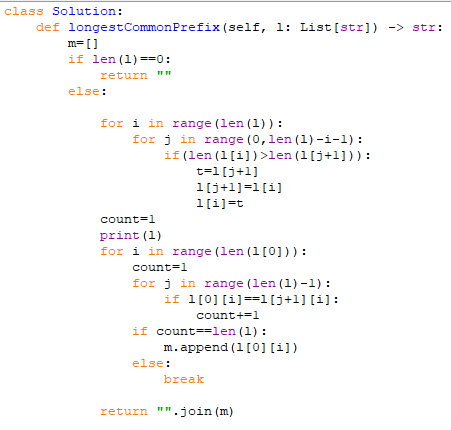 class Solution:
    def longestCommonPrefix(self, l: List[str]) -> str:
        m=[]
        if len(l)==0:
            return ""
        else:
            for i in range(len(l)):
                for j in range(0,len(l)-i-1):
                    if(len(l[i])>len(l[j+1])):
                        t=l[j+1]
                        l[j+1]=l[i]
                        l[i]=t
            count=1
            print(l)
            for i in range(len(l[0])):
                count=1
                for j in range(len(l)-1):
                    if l[0][i]==l[j+1][i]:
                        count+=1
                if count==len(l):
                    m.append(l[0][i])
                else:
                    break
            return "".join(m)